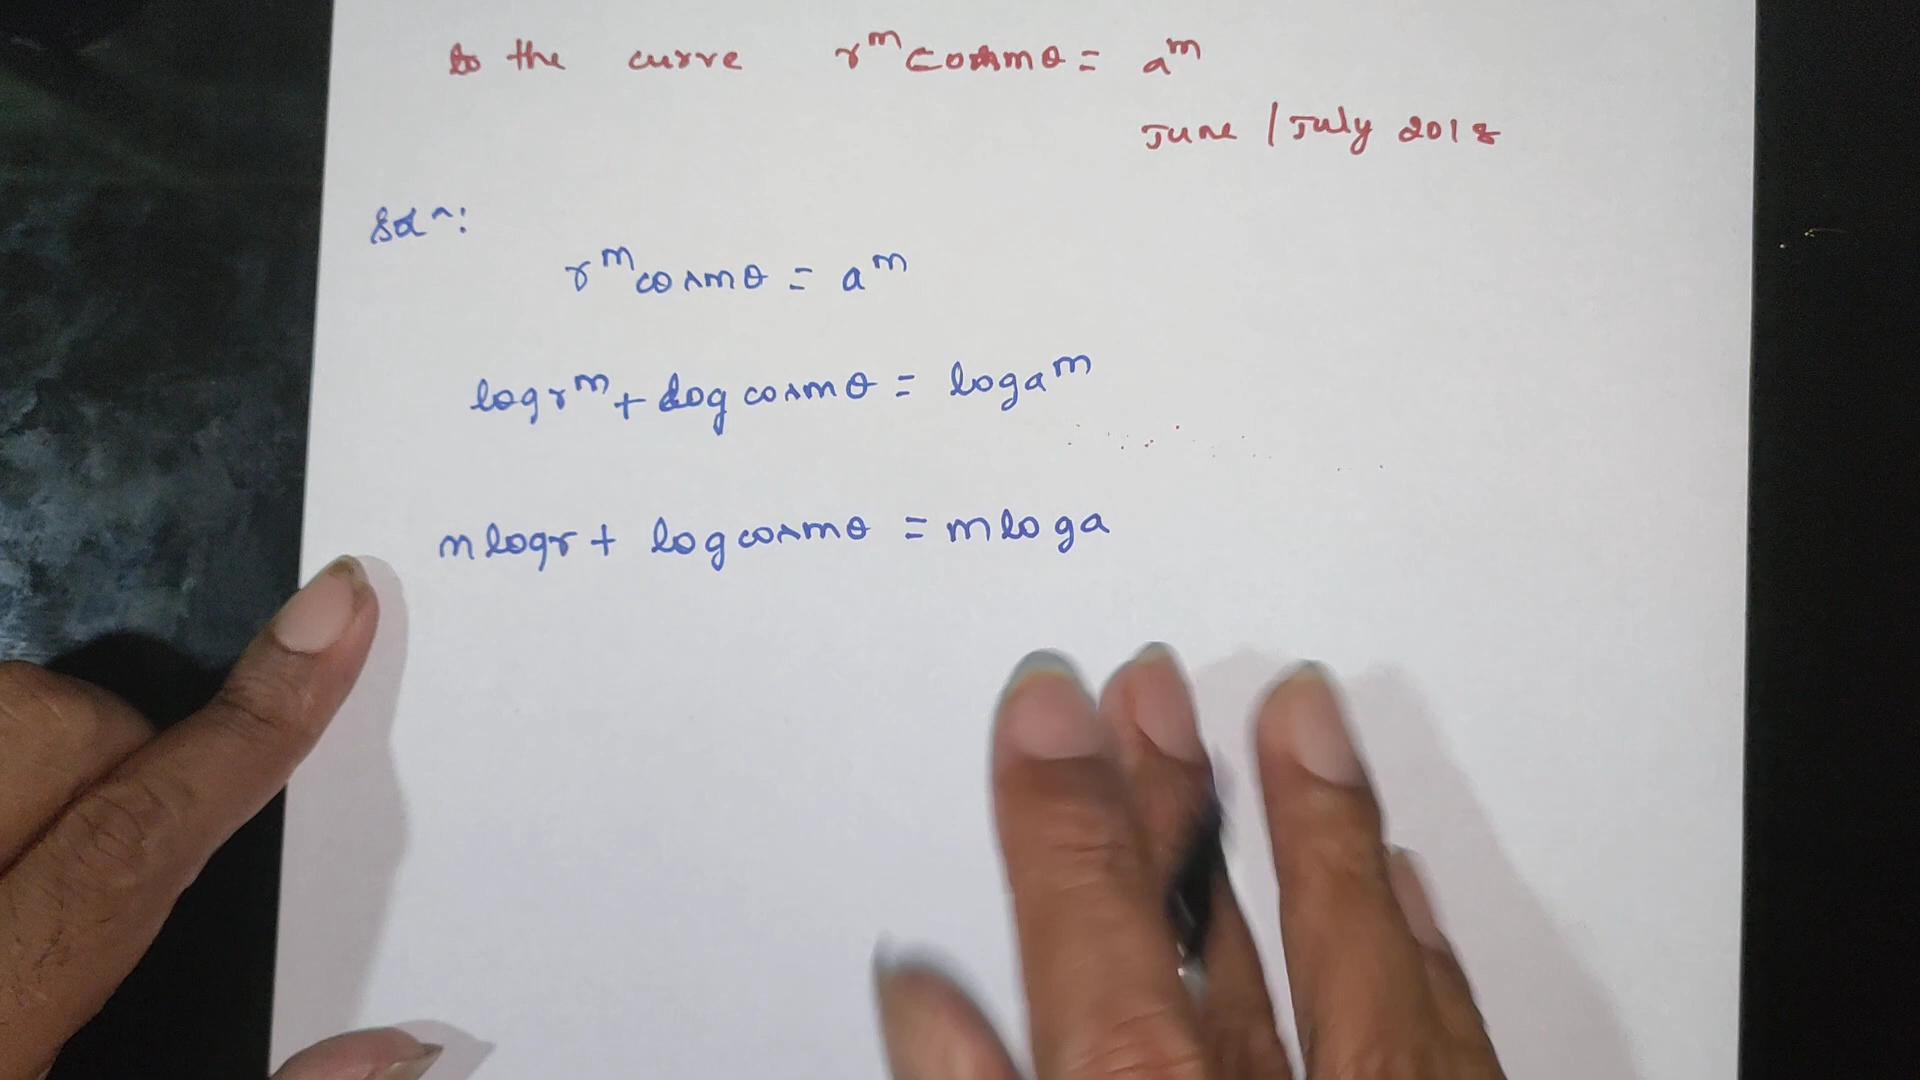 to the curve r^m cos mθ = a^m
June / July 2018
Sol^n:
r^m cos mθ = a^m
log r^m + log cos mθ = log a^m
m log r + log cos mθ = m log a